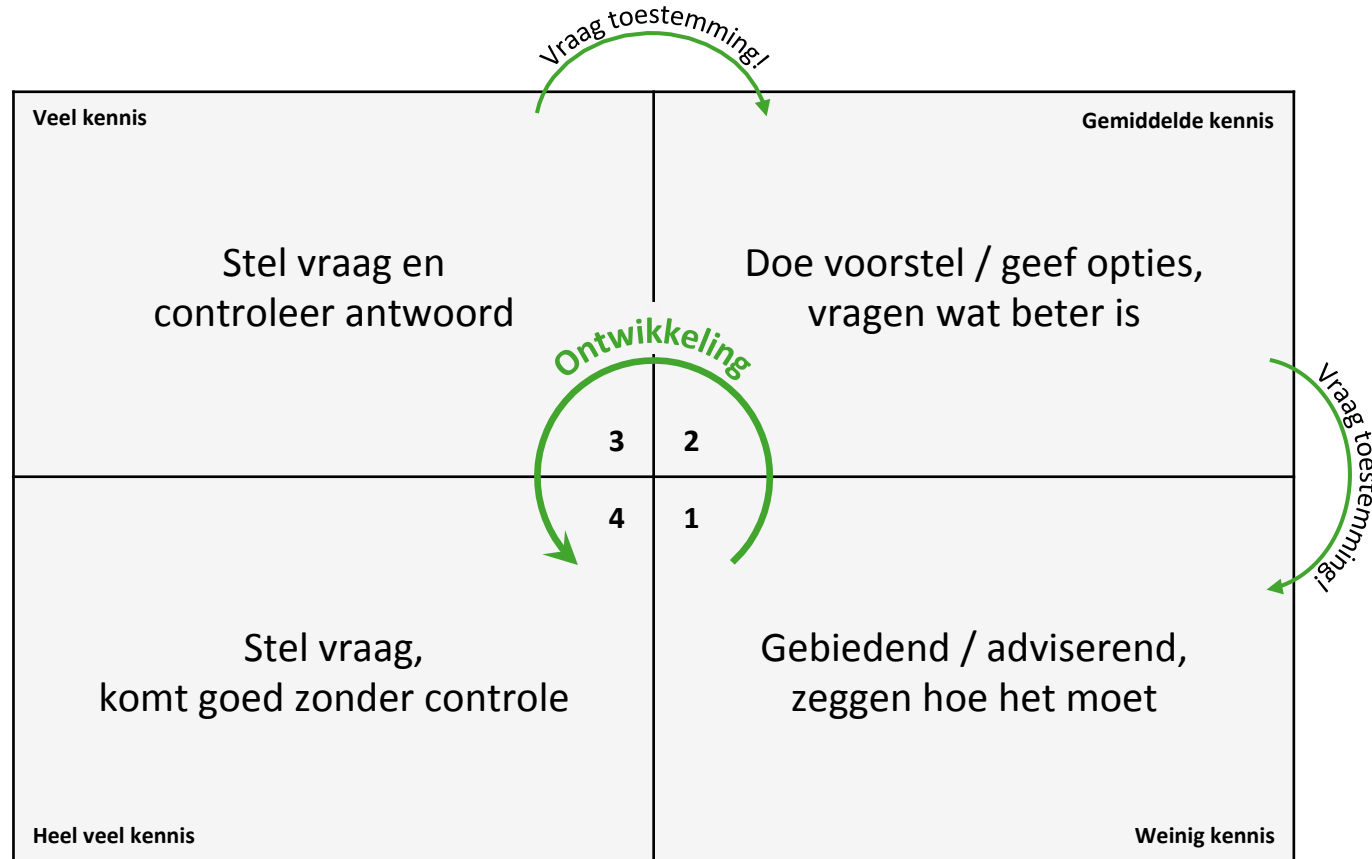 Vraag toestemming!
Veel kennis
Gemiddelde kennis
Stel vraag en
controleer antwoord
Doe voorstel / geef opties,
vragen wat beter is
Ontwikkeling
Vraag toestemming!
3
2
4
1
Stel vraag,
komt goed zonder controle
Gebiedend / adviserend,
zeggen hoe het moet
Heel veel kennis
Weinig kennis